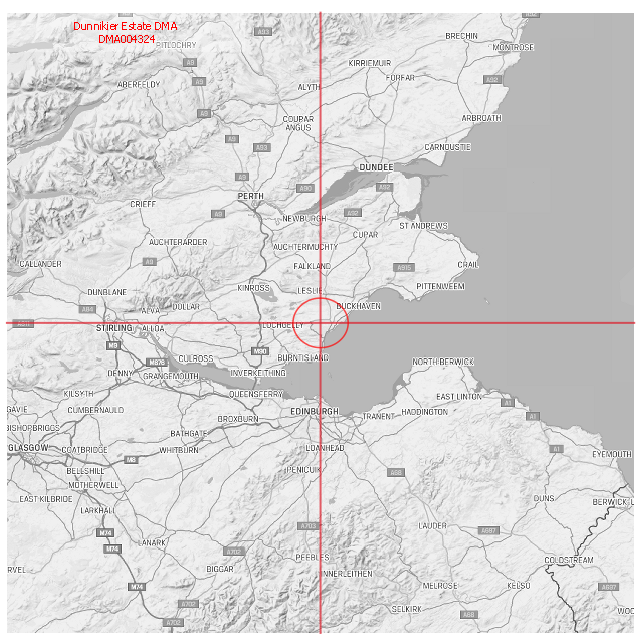 Dunnikier Estate DMA
DMA004324
A93
BRECHIN
MONTROSE
PITLOCHRY
A9
KIRRIEMUIR
FORFAR
A92
ABERFELDY
A9
ALYTH
A9
COUPAR
ANGUS
ARBROATH
A9
A93
CARNOUSTIE
DUNDEE
A9
A90
A92
PERTH
CRIEFF
A9
NEWBURGH
A92
ST ANDREWS
CUPAR
AUCHTERARDER
AUCHTERMUCHTY
CALLANDER
A9
FALKLAND
A915
CRAIL
PITTENWEEM
DUNBLANE
KINROSS
LESLIE
A84
ALVA
DOLLAR
BUCKHAVEN
STIRLING
ALLOA
LOCHGELLY
M9
M90
M876
CULROSS
BURNTISLAND
NORTH BERWICK
DENNY
GRANGEMOUTH
INVERKEITHING
KILSYTH
QUEENSFERRY
EAST LINTON
A1
GAVIE
CUMBERNAULD
BROXBURN
EDINBURGH
TRANENT
HADDINGTON
A1
BISHOPBRIGGS
BATHGATE
GLASGOW
COATBRIDGE
WHITBURN
LOANHEAD
A1
EYEMOUTH
M8
BELLSHILL
PENICUIK
A68
MOTHERWELL
EAST KILBRIDE
DUNS
BERWICK U
LARKHALL
M74
A703
LAUDER
A697
LANARK
M74
A702
PEEBLES
COLDSTREAM
RVEL
BIGGAR
INNERLEITHEN
M74
MELROSE
KELSO
A697
A702
SELKIRK
A68
WOO
A702